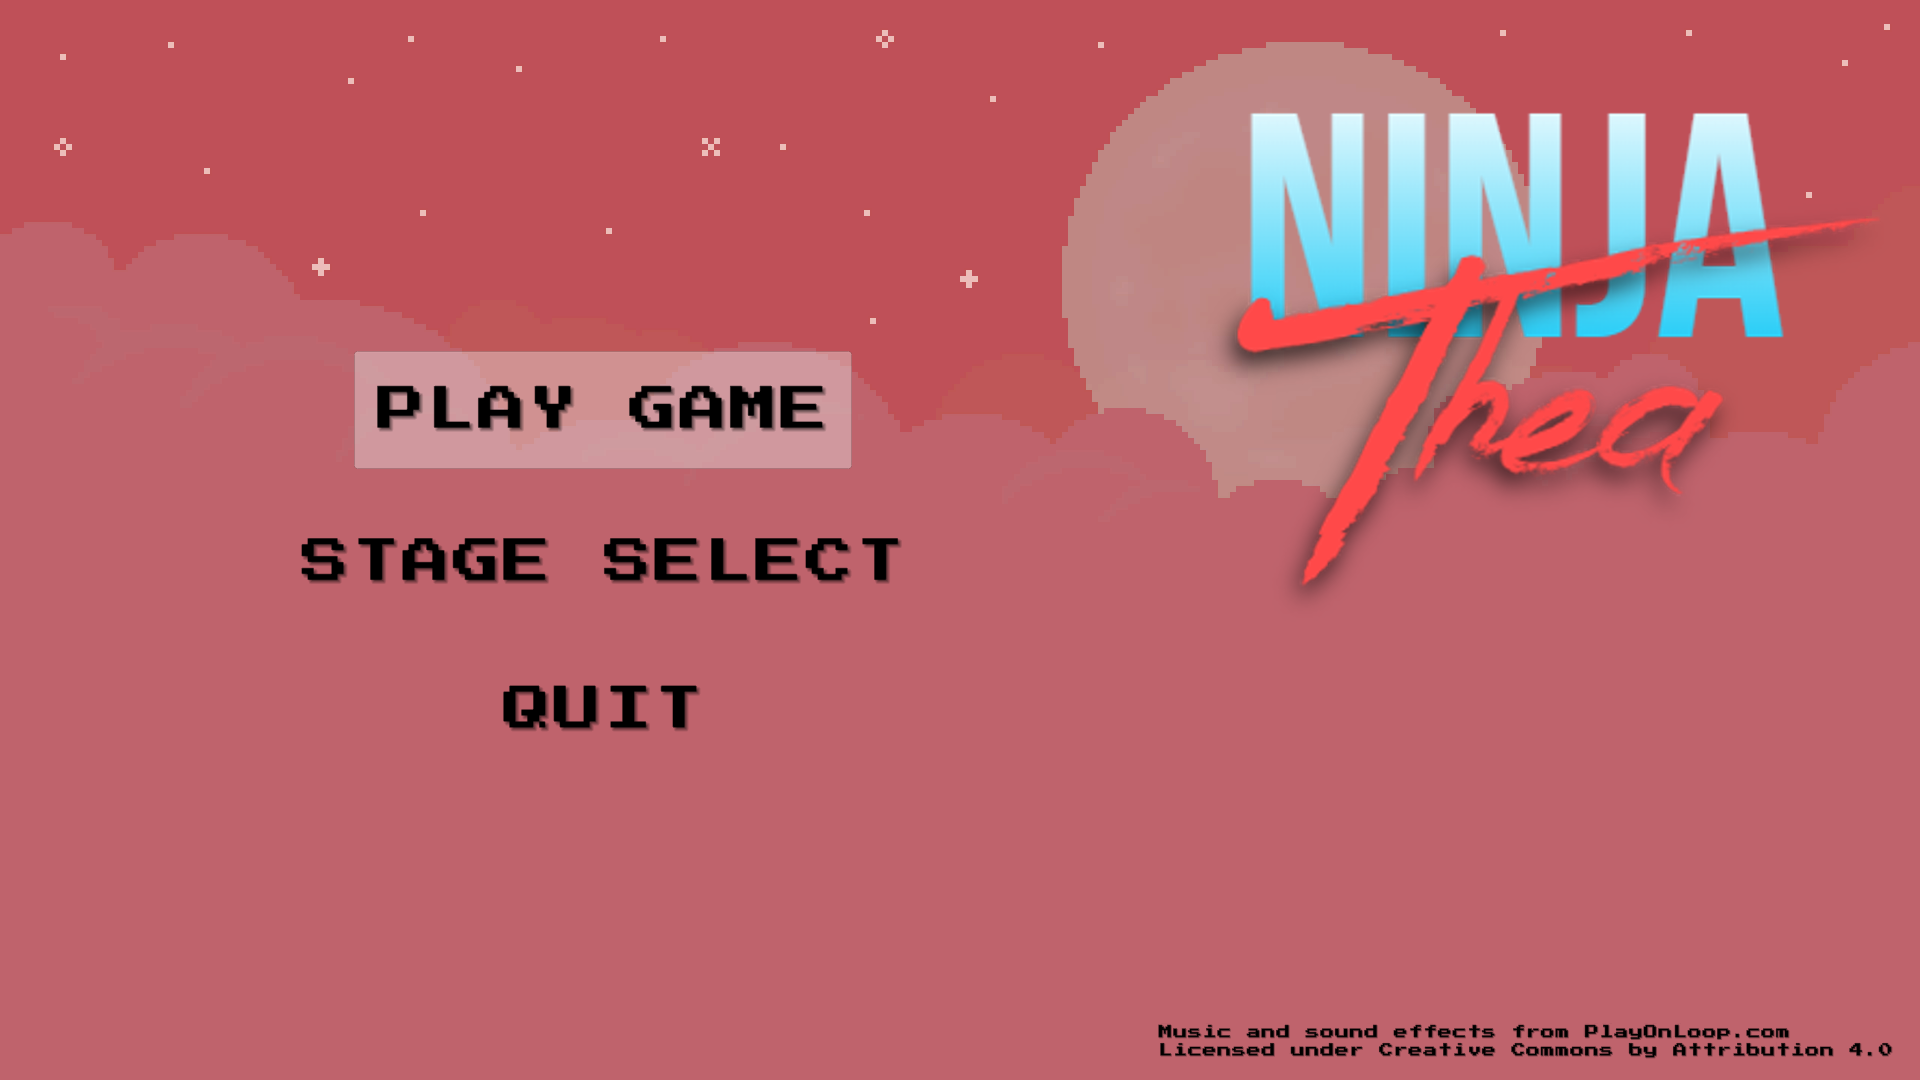 NINJA
Thea
PLAY GAME
STAGE SELECT
QUIT
Music and sound effects from PlayOnLoop.com
Licensed under Creative Commons by Attribution 4.0